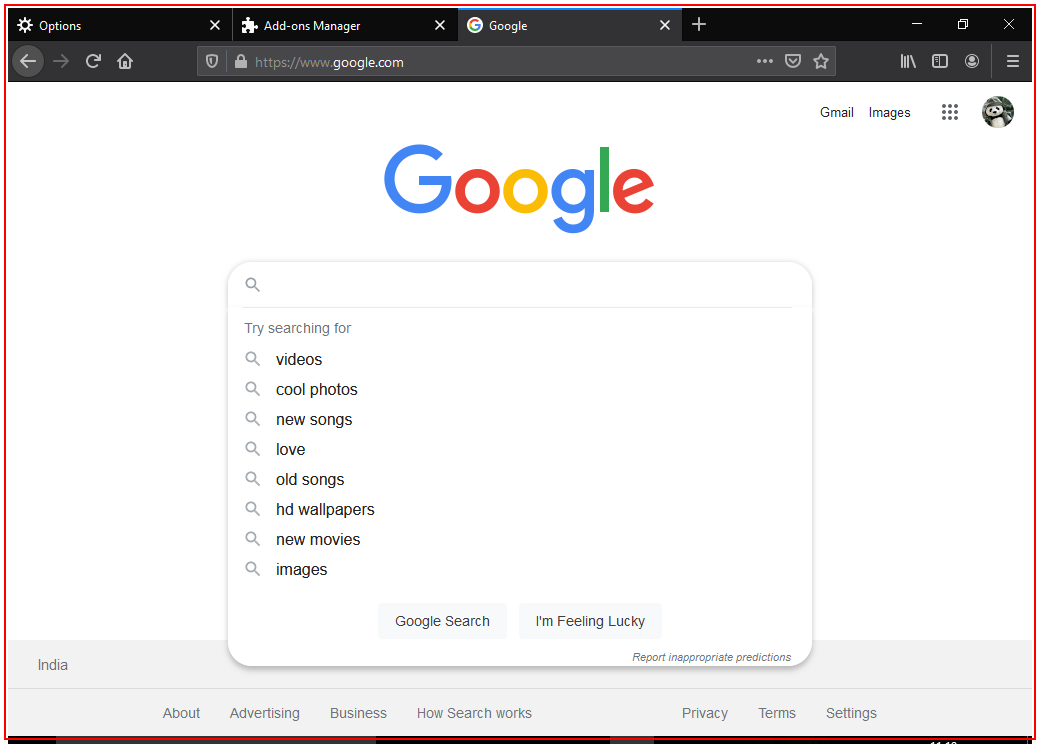 Options
Add-ons Manager
Google
https://www.google.com
Gmail Images
Google
Try searching for
videos
cool photos
new songs
love
old songs
hd wallpapers
new movies
images
Google Search I'm Feeling Lucky
Report inappropriate predictions
India
About Advertising Business How Search works Privacy Terms Settings